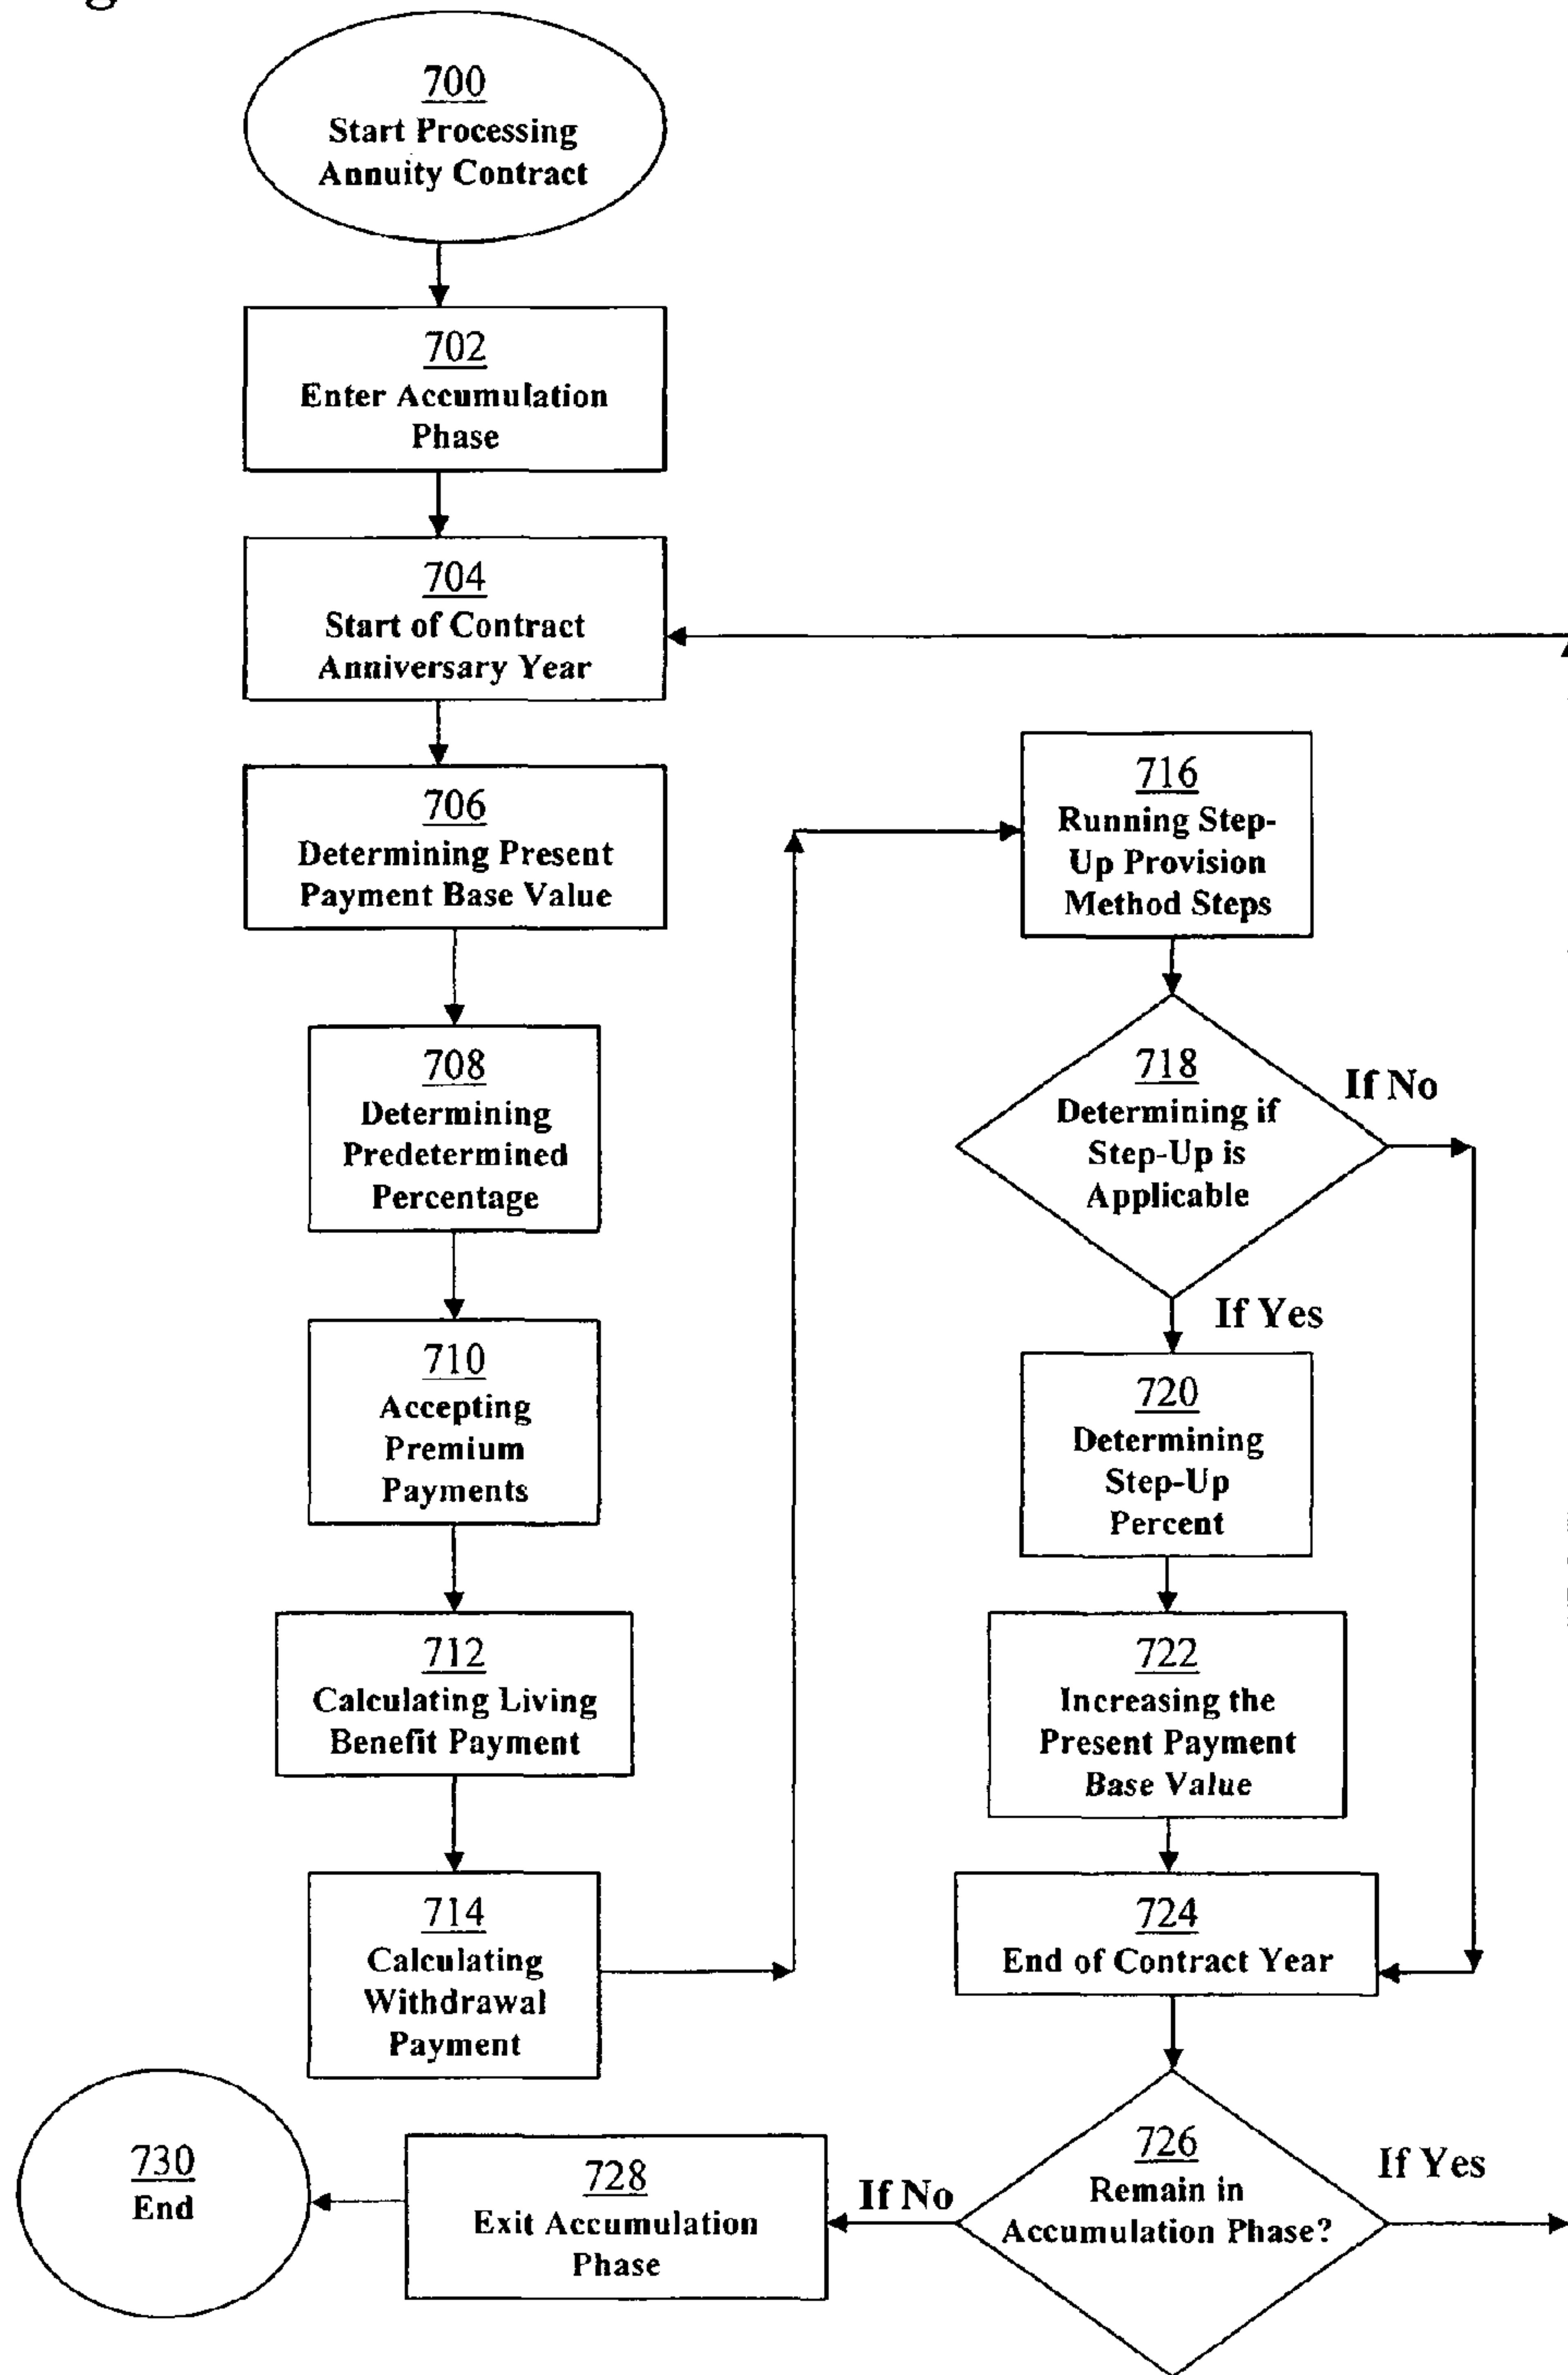 700
Start Processing
Annuity Contract
702
Enter Accumulation
Phase
704
Start of Contract
Anniversary Year
706
Determining Present
Payment Base Value
708
Determining
Predetermined
Percentage
710
Accepting
Premium
Payments
712
Calculating Living
Benefit Payment
714
Calculating
Withdrawal
Payment
716
Running Step-
Up Provision
Method Steps
718
Determining if
Step-Up is
Applicable
If No
If Yes
720
Determining
Step-Up
Percent
722
Increasing the
Present Payment
Base Value
724
End of Contract Year
726
Remain in
Accumulation Phase?
If Yes
If No
728
Exit Accumulation
Phase
730
End